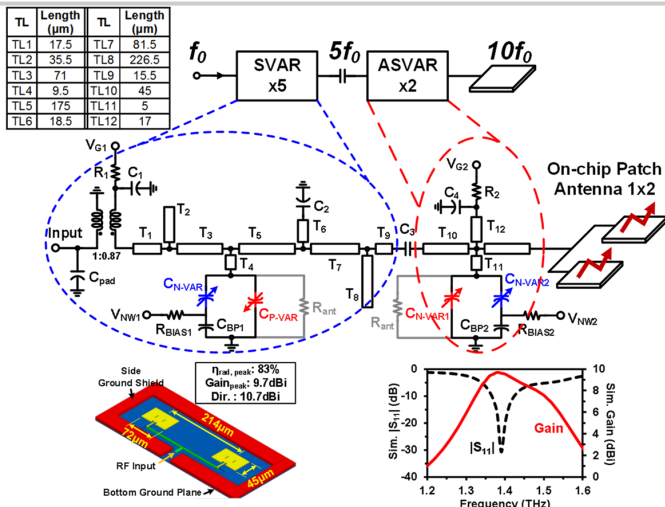 TL Length (µm) TL Length (µm)
TL1 17.5 TL7 81.5
TL2 35.5 TL8 226.5
TL3 71 TL9 15.5
TL4 9.5 TL10 45
TL5 175 TL11 5
TL6 18.5 TL12 17
f0 SVAR x5 5f0 ASVAR x2 10f0
VG1
R1 C1
Input
Cpad
1:0.87
T1 T2 T3 T4 T5 C2 T6 T7 T8 T9 C3
CN-VAR
CP-VAR
Rant
VNW1
RBIAS1
CBP1
VG2
C4 R2
T10 T12
T11
Rant
CN-VAR1
CN-VAR2
CBP2
RBIAS2
VNW2
On-chip Patch
Antenna 1x2
Side
Ground Shield
ηrad, peak: 83%
Gainpeak: 9.7dBi
Dir. : 10.7dBi
214µm
72µm
45µm
RF Input
Bottom Ground Plane
Sim. |S11| (dB)
0
-10
-20
-30
-40
|S11|
Gain
10
8
6
4
2
0
Sim. Gain (dBi)
1.2 1.3 1.4 1.5 1.6
Frequency (THz)